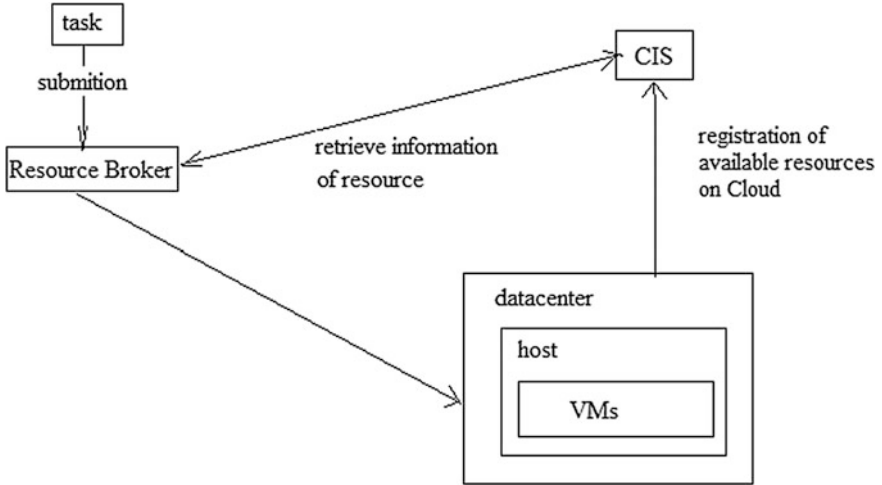 task
submition
Resource Broker
CIS
retrieve information
of resource
registration of
available resources
on Cloud
datacenter
host
VMs